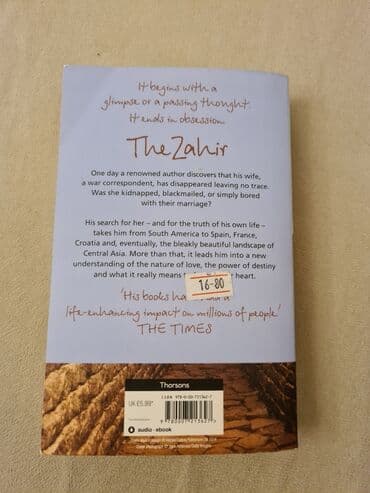 It begins with a
glimpse or a passing thought.
It ends in obsession.
The Zahir
One day a renowned author discovers that his wife,
a war correspondent, has disappeared leaving no trace.
Was she kidnapped, blackmailed, or simply bored
with their marriage?
His search for her – and for the truth of his own life –
takes him from South America to Spain, France,
Croatia and, eventually, the bleakly beautiful landscape of
Central Asia. More than that, it leads him into a new
understanding of the nature of love, the power of destiny
and what it really means heart.
16-80
'His books a
life-enhancing impact on millions of people'
THE TIMES
Thorsons
UK £5.99*
audio · ebook